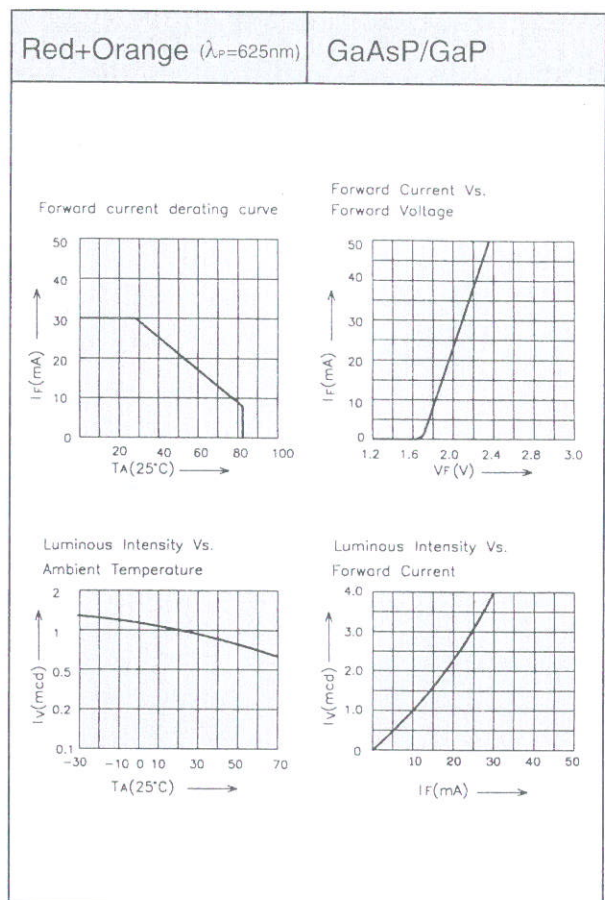 Red+Orange (λP=625nm)
GaAsP/GaP
Forward current derating curve
50
40
30
20
10
0
IF(mA)
20 40 60 80 100
TA(25°C)
Forward Current Vs.
Forward Voltage
50
40
30
20
10
0
IF(mA)
1.2 1.6 2.0 2.4 2.8 3.0
VF(V)
Luminous Intensity Vs.
Ambient Temperature
2
1
0.5
0.2
0.1
IV(mcd)
-30 -10 0 10 30 50 70
TA(25°C)
Luminous Intensity Vs.
Forward Current
4.0
3.0
2.0
1.0
0
IV(mcd)
10 20 30 40 50
IF(mA)